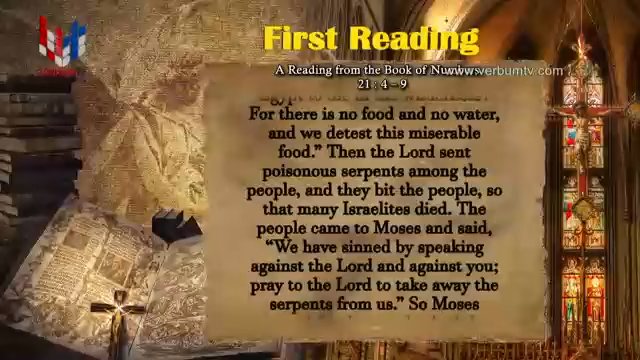 First Reading
A Reading from the Book of
www.verbumtv.com
21 : 4 - 9
For there is no food and no water,
and we detest this miserable
food.” Then the Lord sent
poisonous serpents among the
people, and they bit the people, so
that many Israelites died. The
people came to Moses and said,
“We have sinned by speaking
against the Lord and against you;
pray to the Lord to take away the
serpents from us.” So Moses